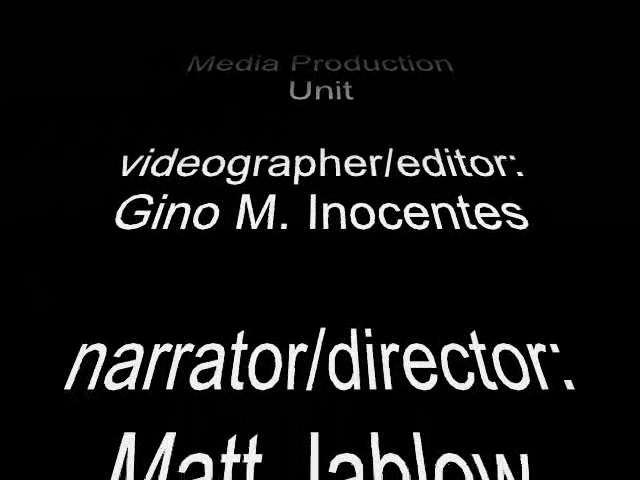 Media Production
Unit
videographer/editor:
Gino M. Inocentes
narrator/director:
Matt Jablow